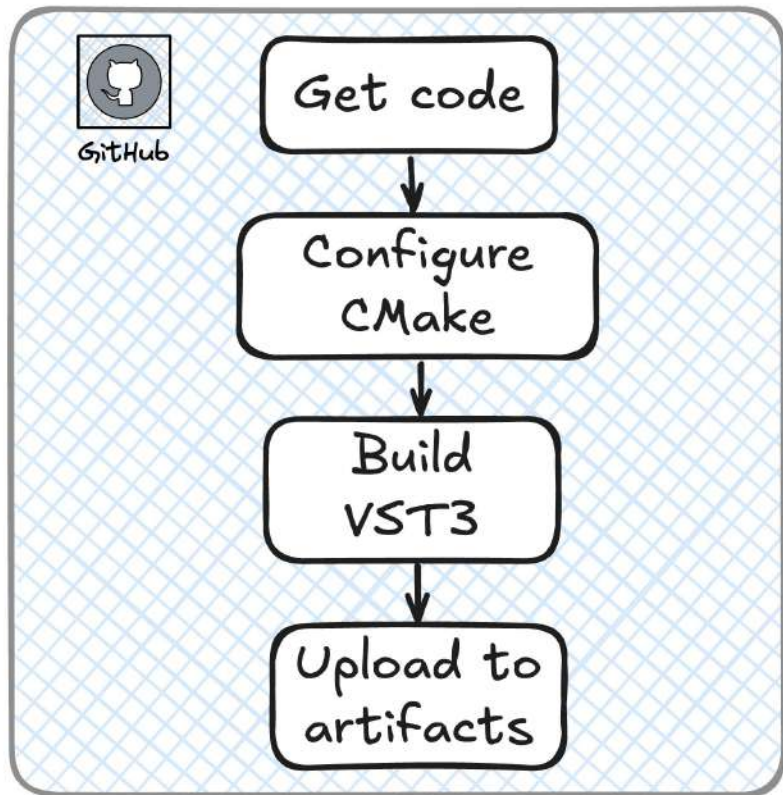 GitHub
Get code
Configure
CMake
Build
VST3
Upload to
artifacts